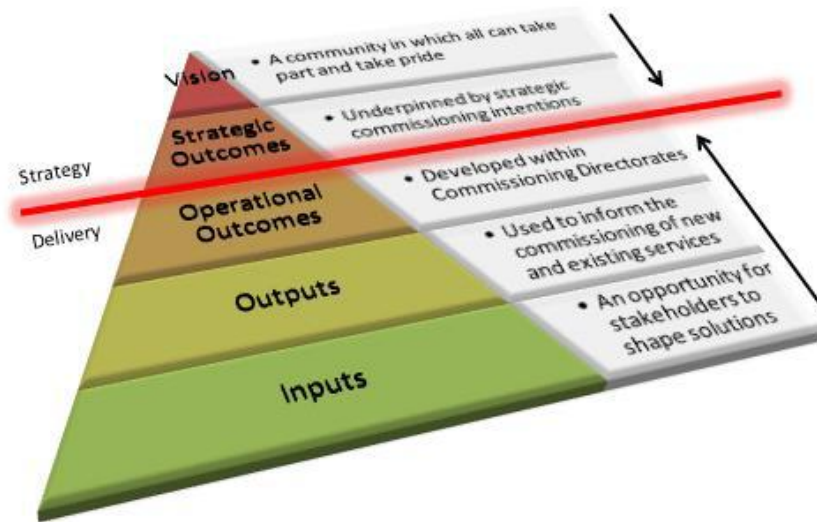 Vision
• A community in which all can take
part and take pride
Strategic
Outcomes
• Underpinned by strategic
commissioning intentions
Strategy
Delivery
Operational
Outcomes
• Developed within
Commissioning Directorates
Outputs
• Used to inform the
commissioning of new
and existing services
Inputs
• An opportunity for
stakeholders to
shape solutions